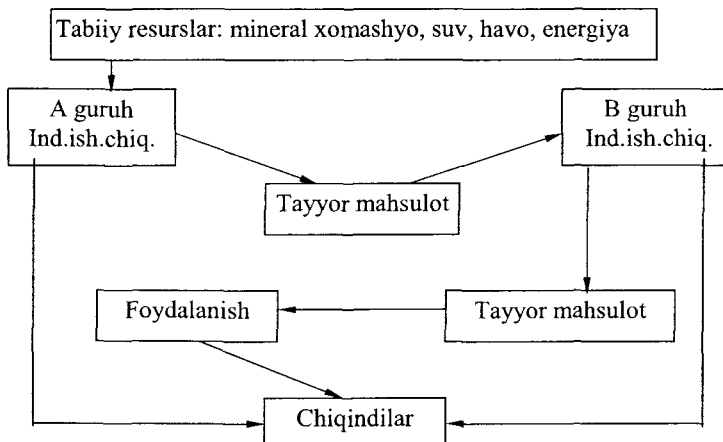 Tabiiy resurslar: mineral xomashyo, suv, havo, energiya
A guruh
Ind.ish.chiq.
B guruh
Ind.ish.chiq.
Tayyor mahsulot
Foydalanish
Tayyor mahsulot
Chiqindilar